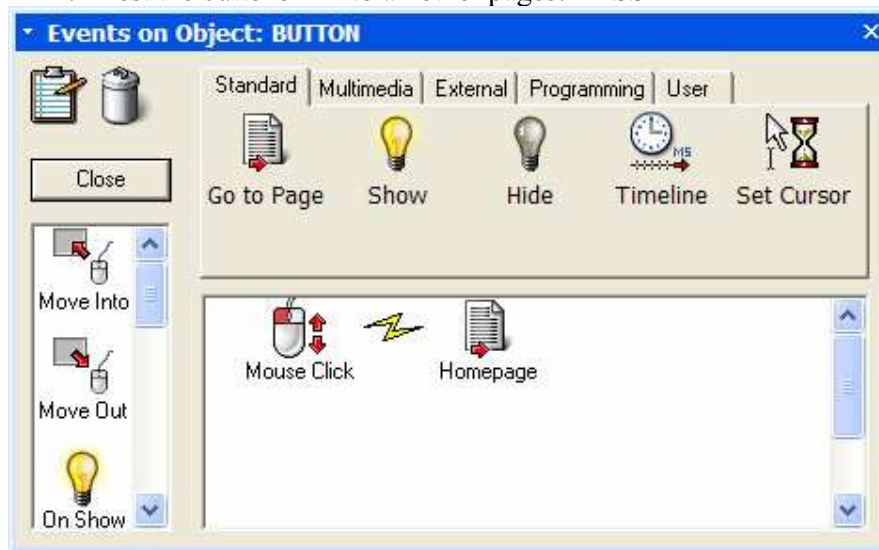 Events on Object: BUTTON
Standard Multimedia External Programming User
Close
Go to Page Show Hide Timeline Set Cursor
MS
Move Into
Move Out
On Show
Mouse Click Homepage